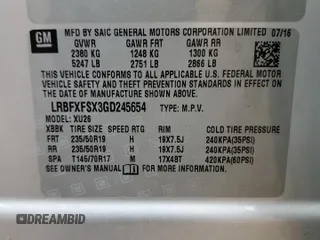 GM
MFD BY SAIC GENERAL MOTORS CORPORATION LIMITED 07/16
GVWR GAWR FRT GAWR RR
2380 KG 1248 KG 1300 KG
5247 LB 2751 LB 2866 LB
THIS VEHICLE CONFORMS TO ALL APPLICABLE U.S. FEDERAL
MOTOR VEHICLE SAFETY, BUMPER, AND THEFT PREVENTION
STANDARDS IN EFFECT ON THE DATE OF MANUFACTURE SHOWN ABOVE.
LRBFXFSX3GD245654 TYPE: M.P.V.
MODEL: XU26
XBBK TIRE SIZE SPEED RTG RIM COLD TIRE PRESSURE
FRT 235/50R19 H 19X7.5J 240KPA(35PSI)
RR 235/50R19 H 19X7.5J 240KPA(35PSI)
SPA T145/70R17 M 17X4BT 420KPA(60PSI)
SEE OWNER'S MANUAL FOR MORE INFORMATION.
DREAMBID